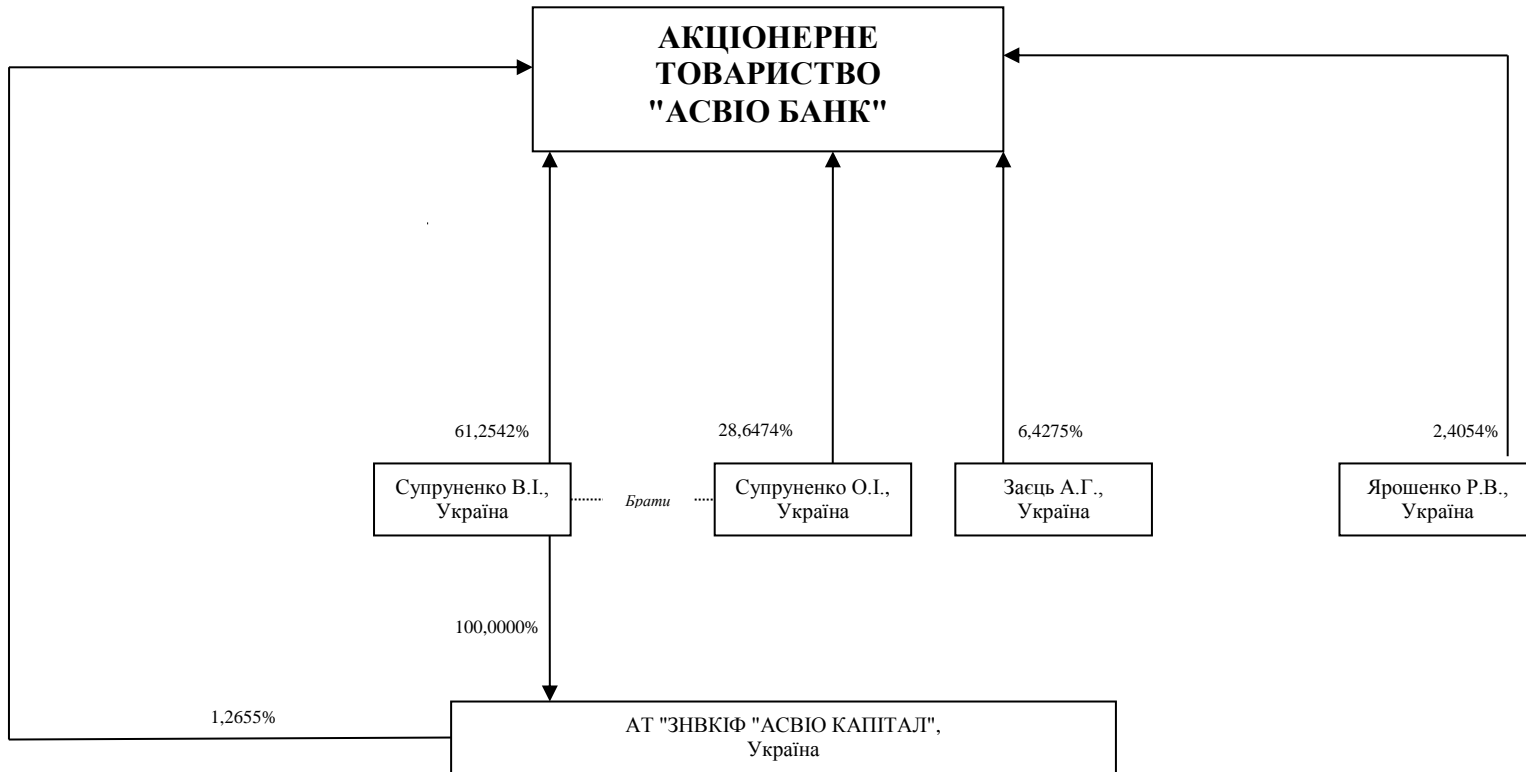 АКЦІОНЕРНЕ
ТОВАРИСТВО
"АСВІО БАНК"
61,2542%
28,6474%
6,4275%
2,4054%
Супруненко В.І.,
Україна
Брати
Супруненко О.І.,
Україна
Заєць А.Г.,
Україна
Ярошенко Р.В.,
Україна
100,0000%
1,2655%
АТ "ЗНВКІФ "АСВІО КАПІТАЛ",
Україна